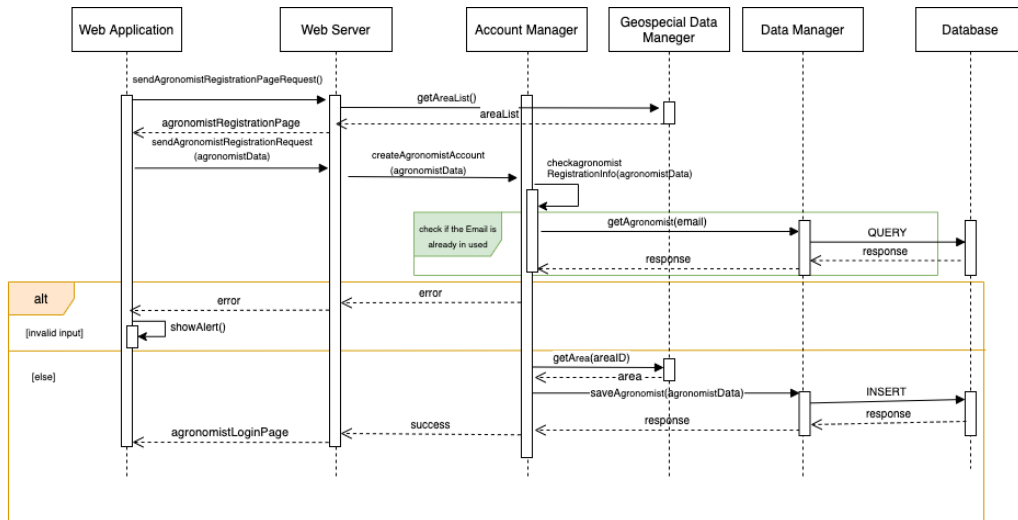 Web Application
Web Server
Account Manager
Geospecial Data
Maneger
Data Manager
Database
sendAgronomistRegistrationPageRequest()
getAreaList()
areaList
agronomistRegistrationPage
sendAgronomistRegistrationRequest
(agronomistData)
createAgronomistAccount
(agronomistData)
checkagronomist
RegistrationInfo(agronomistData)
check if the Email is
already in used
getAgronomist(email)
QUERY
response
response
alt
error
error
[invalid input]
showAlert()
[else]
getArea(areaID)
area
saveAgronomist(agronomistData)
INSERT
response
response
success
agronomistLoginPage